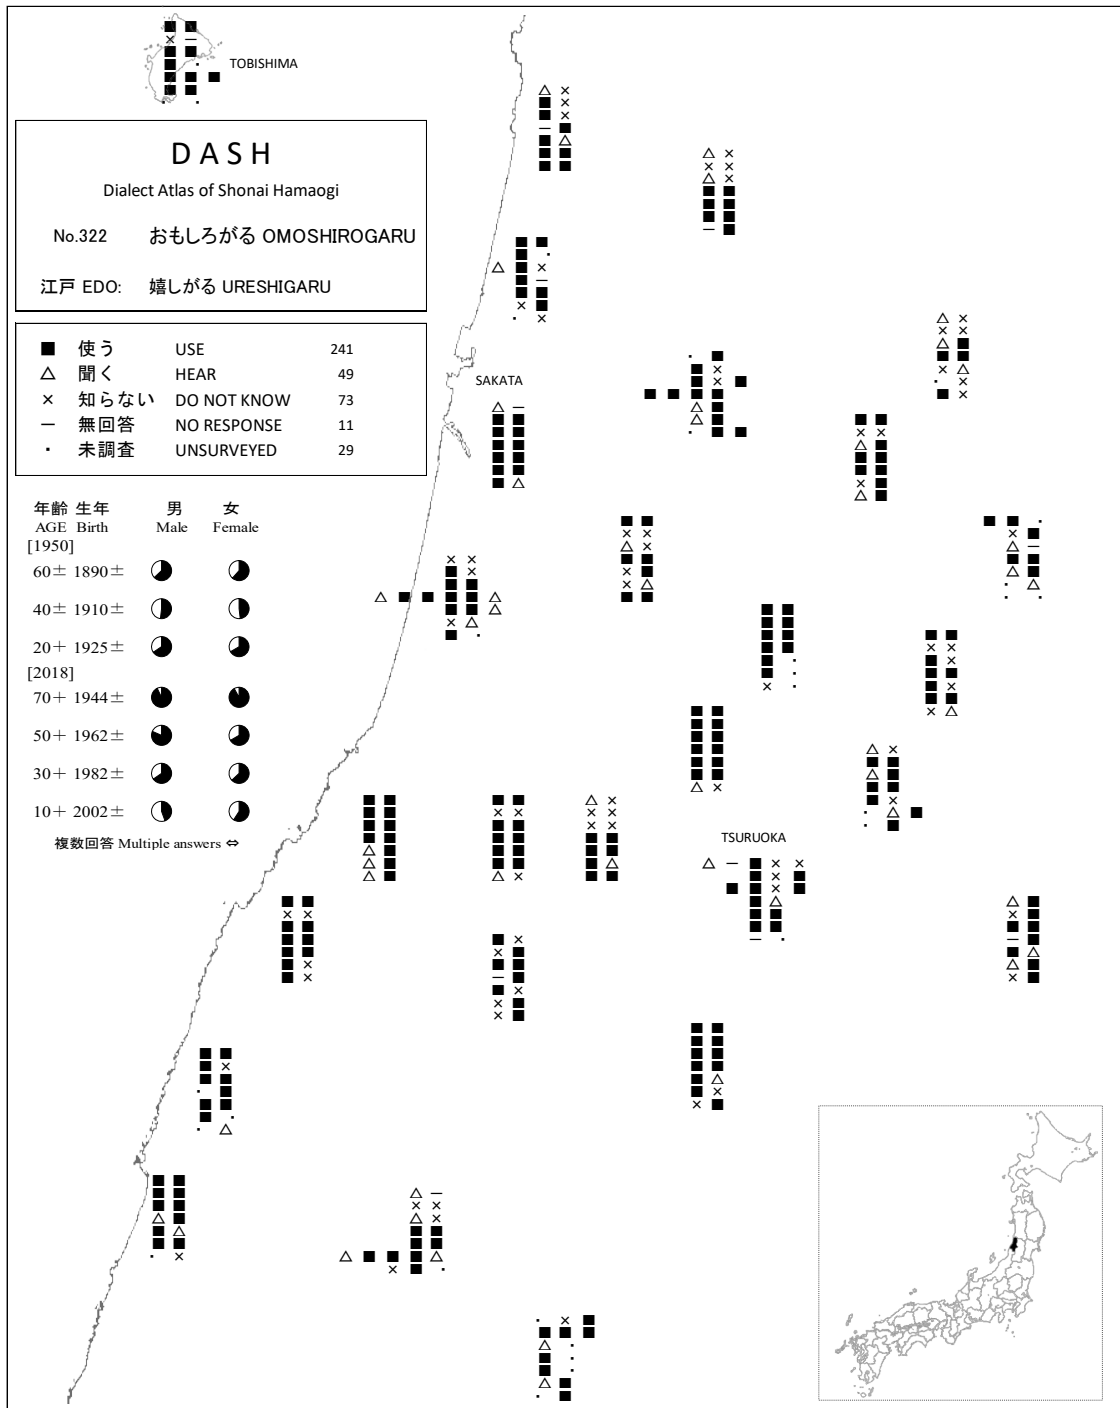 TOBISHIMA
DASH
Dialect Atlas of Shonai Hamaogi
No.322 おもしろがる OMOSHIROGARU
江戸 EDO: 嬉しがる URESHIGARU
■ 使う USE 241
△ 聞く HEAR 49
× 知らない DO NOT KNOW 73
― 無回答 NO RESPONSE 11
・ 未調査 UNSURVEYED 29
SAKATA
年齢 生年 男 女
AGE Birth Male Female
[1950]
60± 1890±
40± 1910±
20+ 1925±
[2018]
70+ 1944±
50+ 1962±
30+ 1982±
10+ 2002±
複数回答 Multiple answers ⇔
TSURUOKA